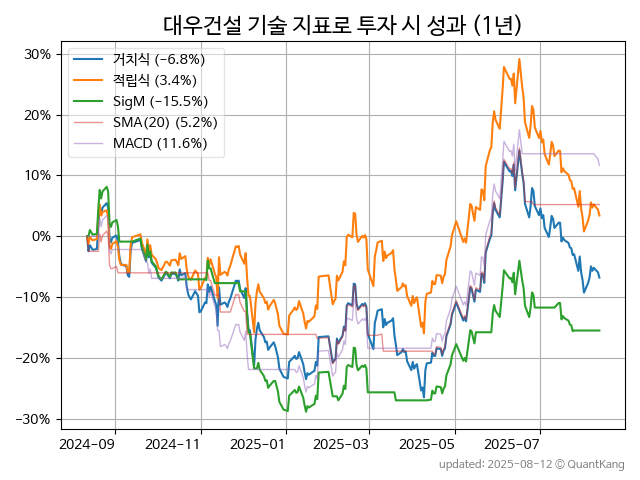 대우건설 기술 지표로 투자 시 성과 (1년)
거치식 (−6.8%)
적립식 (3.4%)
SigM (−15.5%)
SMA(20) (5.2%)
MACD (11.6%)
30%
20%
10%
0%
−10%
−20%
−30%
2024-09 2024-11 2025-01 2025-03 2025-05 2025-07
updated: 2025-08-12 © QuantKang